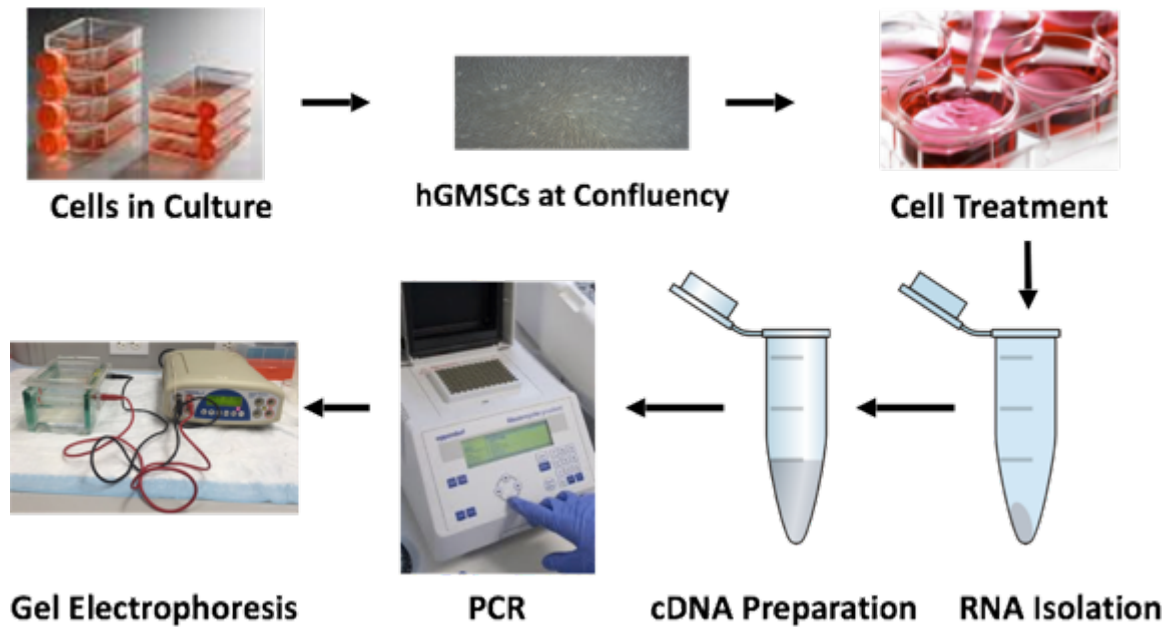 Cells in Culture
hGMSCs at Confluency
Cell Treatment
Gel Electrophoresis
PCR
cDNA Preparation
RNA Isolation